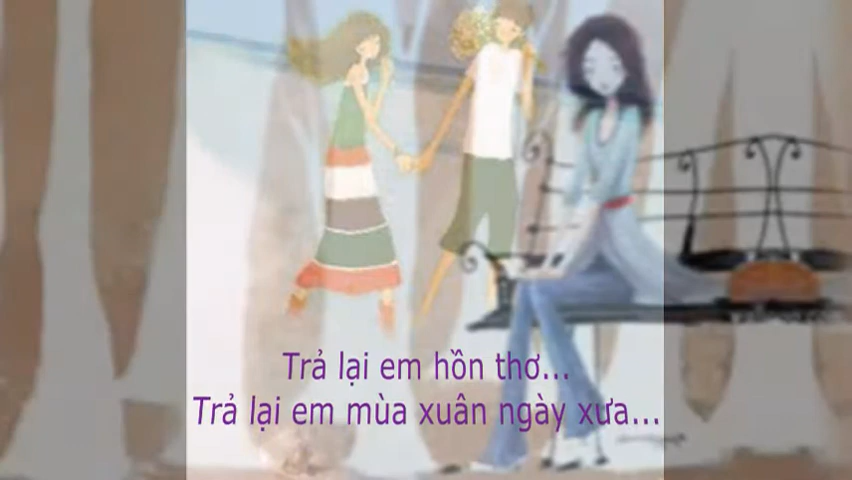 Trả lại em hồn thơ...
Trả lại em mùa xuân ngày xưa...